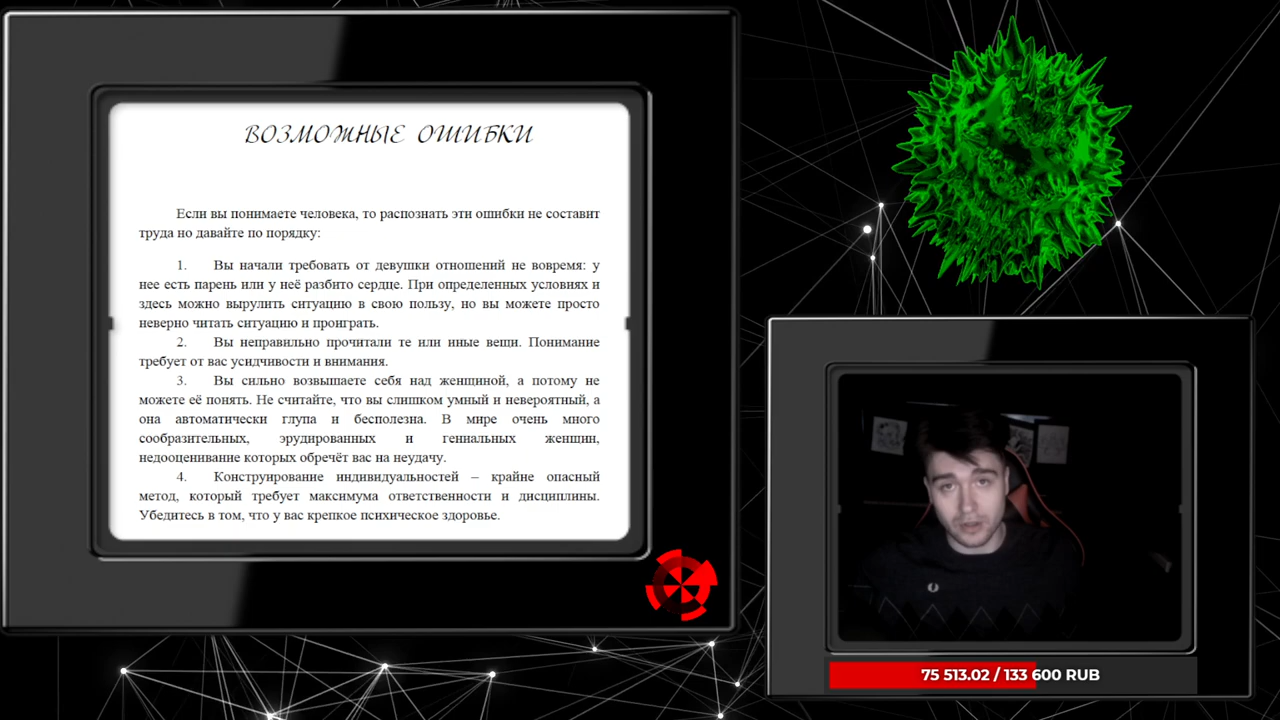 ВОЗМОЖНЫЕ ОШИБКИ
Если вы понимаете человека, то распознать эти ошибки не составит
труда но давайте по порядку:
1. Вы начали требовать от девушки отношений не вовремя: у
нее есть парень или у неё разбито сердце. При определенных условиях и
здесь можно вырулить ситуацию в свою пользу, но вы можете просто
неверно читать ситуацию и проиграть.
2. Вы неправильно прочитали те или иные вещи. Понимание
требует от вас усидчивости и внимания.
3. Вы сильно возвышаете себя над женщиной, а потому не
можете её понять. Не считайте, что вы слишком умный и невероятный, а
она автоматически глупа и бесполезна. В мире очень много
сообразительных, эрудированных и гениальных женщин,
недооценивание которых обречёт вас на неудачу.
4. Конструирование индивидуальностей – крайне опасный
метод, который требует максимума ответственности и дисциплины.
Убедитесь в том, что у вас крепкое психическое здоровье.
75 513.02 / 133 600 RUB